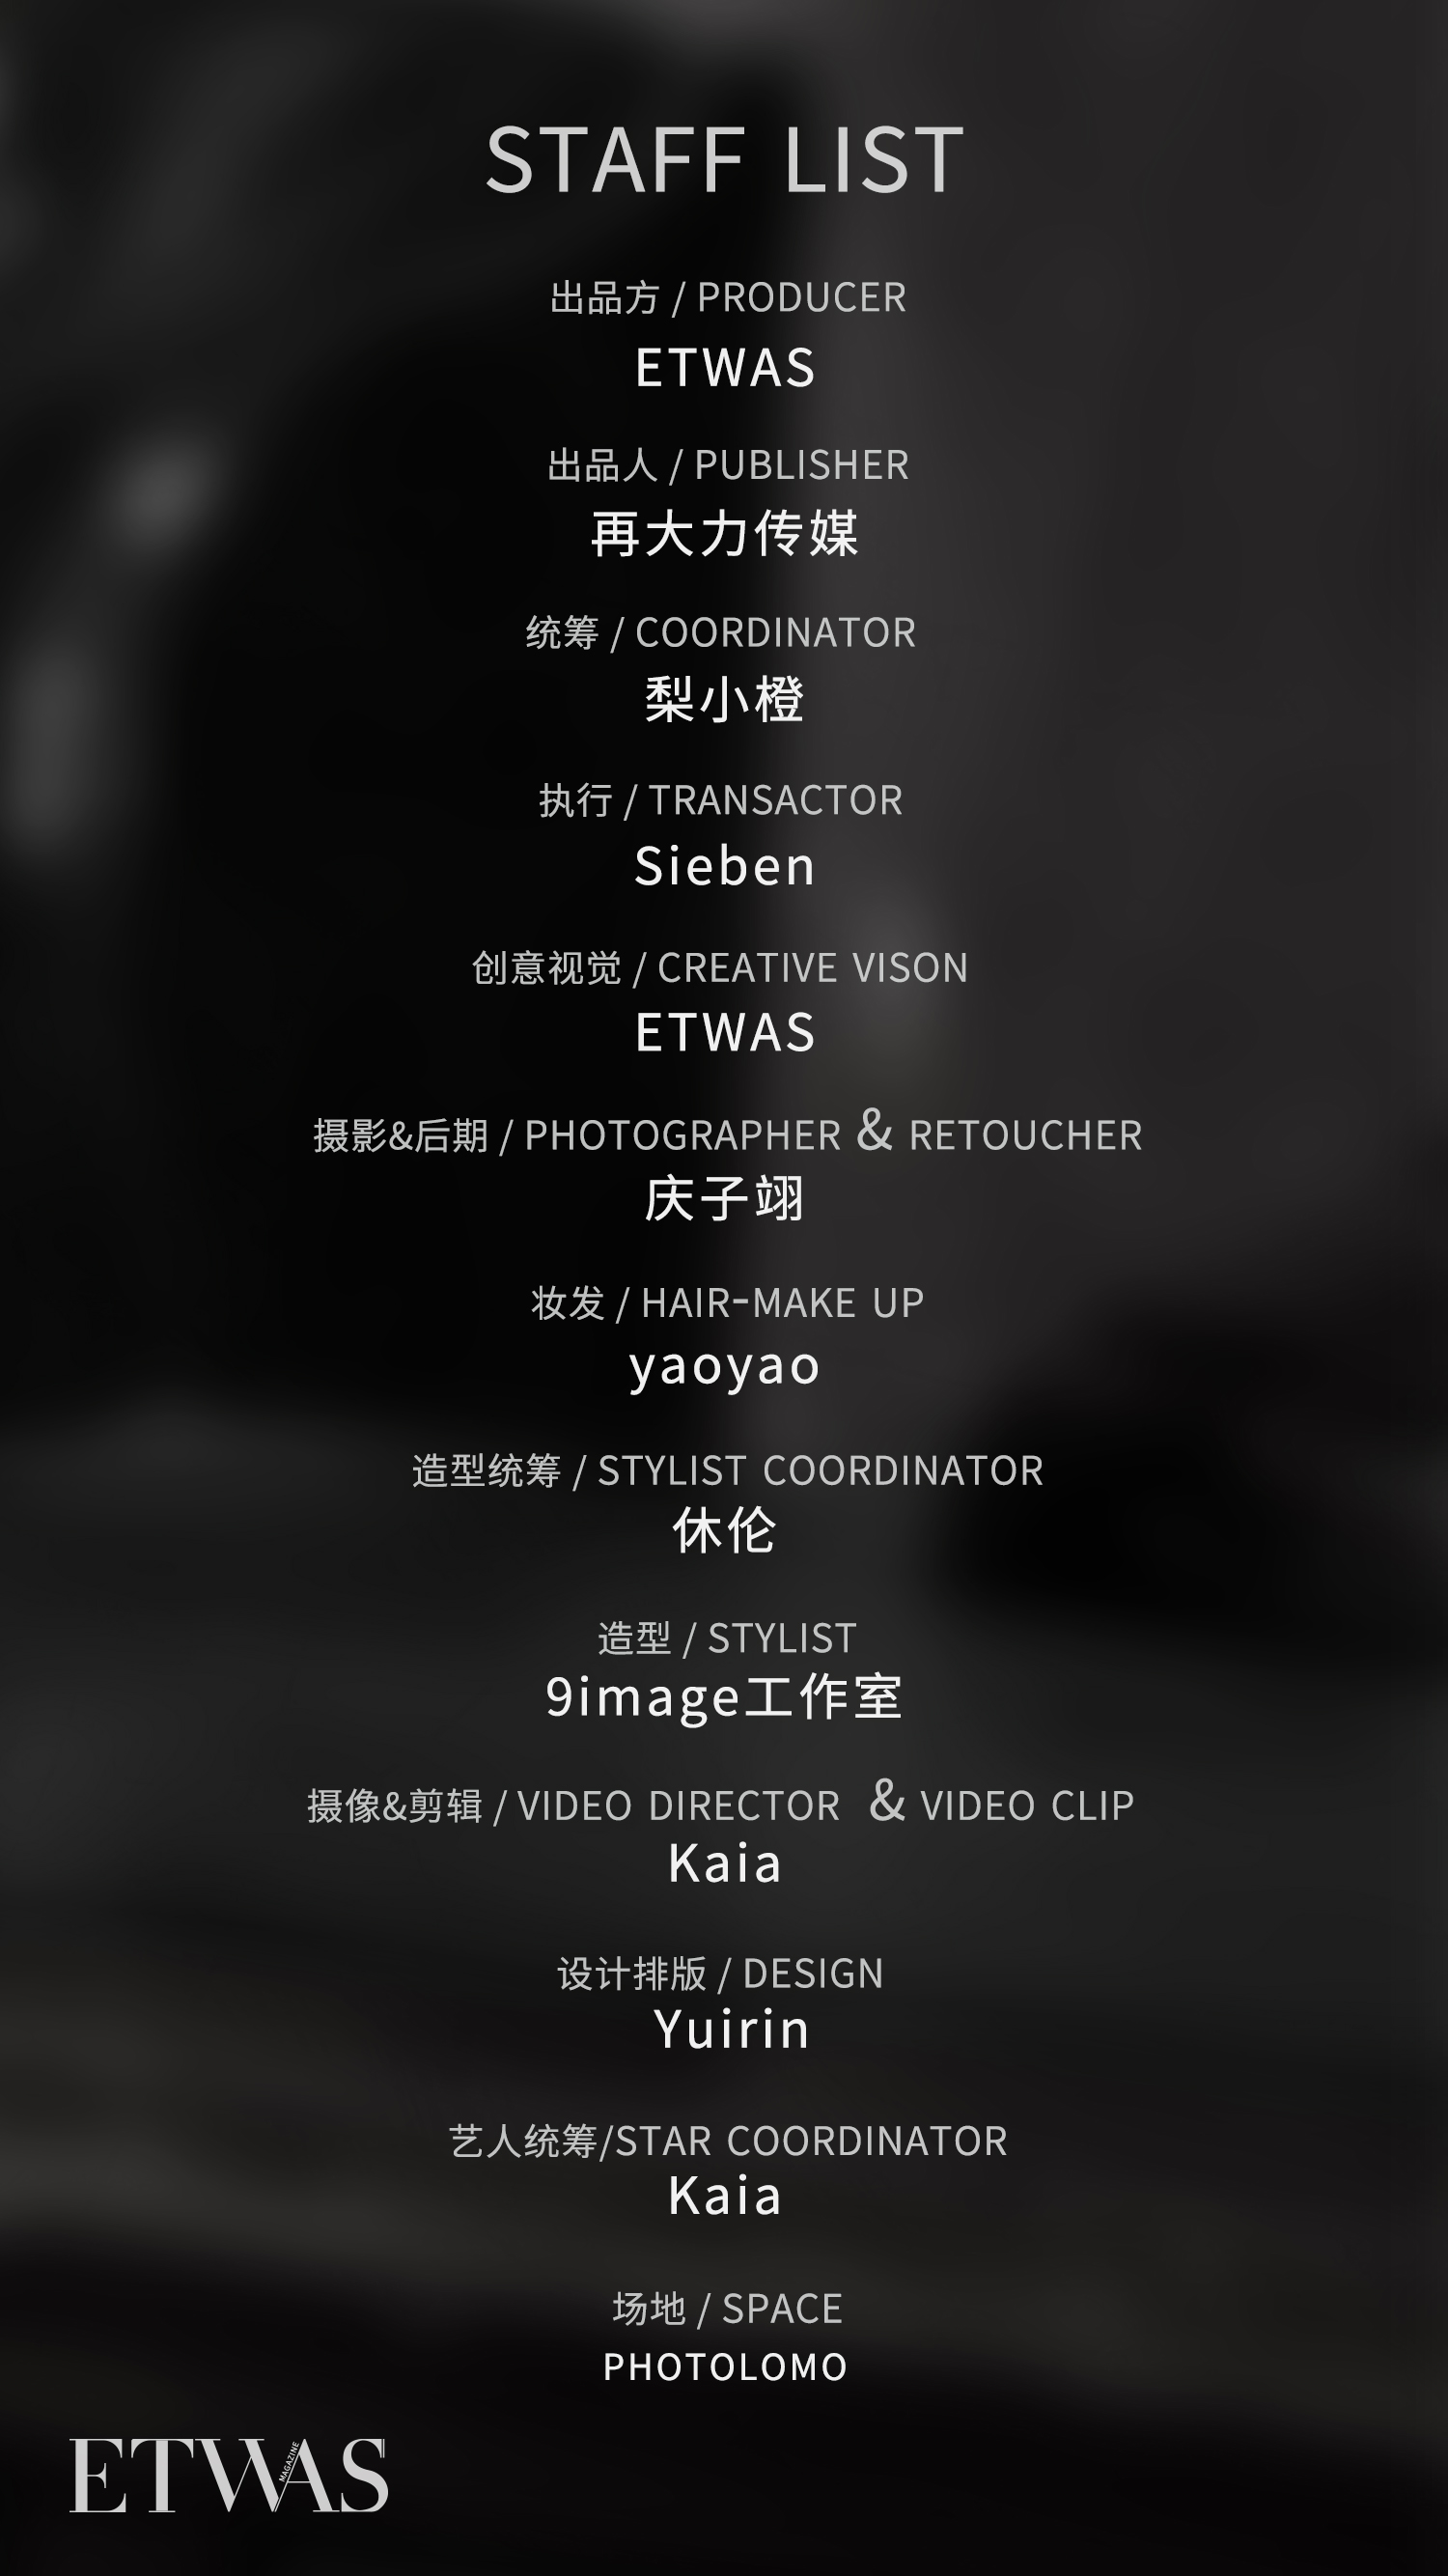 STAFF LIST
出品方 / PRODUCER
ETWAS
出品人 / PUBLISHER
再大力传媒
统筹 / COORDINATOR
梨小橙
执行 / TRANSACTOR
Sieben
创意视觉 / CREATIVE VISON
ETWAS
摄影&后期 / PHOTOGRAPHER & RETOUCHER
庆子翊
妆发 / HAIR-MAKE UP
yaoyao
造型统筹 / STYLIST COORDINATOR
休伦
造型 / STYLIST
9image工作室
摄像&剪辑 / VIDEO DIRECTOR & VIDEO CLIP
Kaia
设计排版 / DESIGN
Yuirin
艺人统筹/STAR COORDINATOR
Kaia
场地 / SPACE
PHOTOLOMO
ETWAS
MAGAZINE